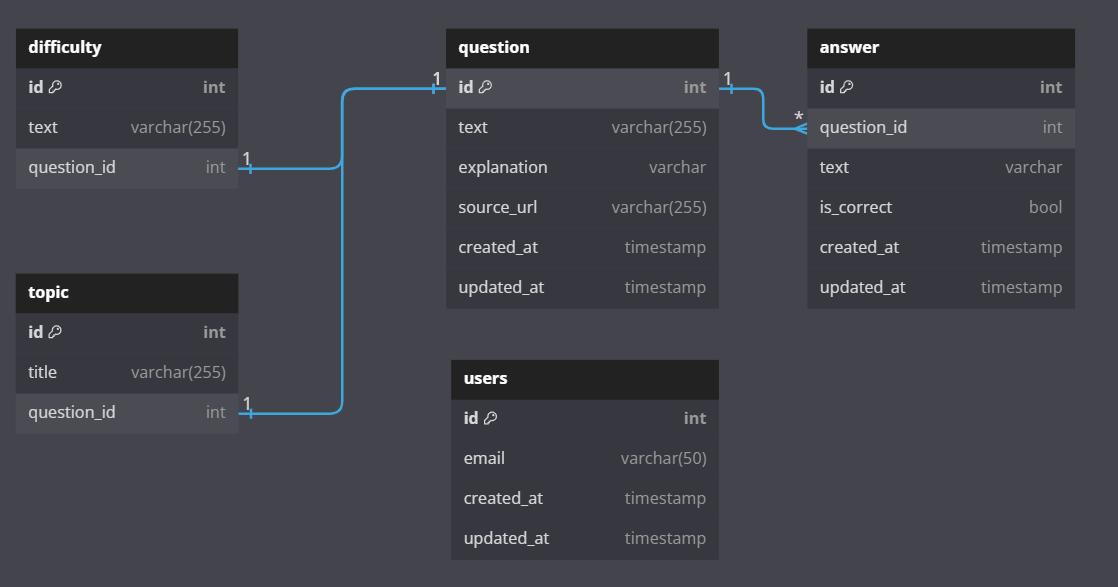 difficulty
id int
text varchar(255)
question_id int
1
topic
id int
title varchar(255)
question_id int
1
1
question
id int
text varchar(255)
explanation varchar
source_url varchar(255)
created_at timestamp
updated_at timestamp
1
*
answer
id int
question_id int
text varchar
is_correct bool
created_at timestamp
updated_at timestamp
users
id int
email varchar(50)
created_at timestamp
updated_at timestamp